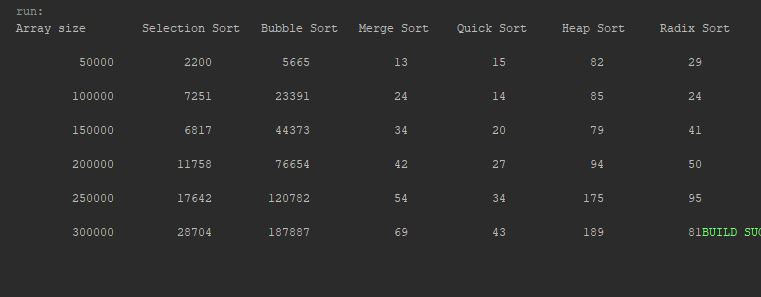 run:
Array size Selection Sort Bubble Sort Merge Sort Quick Sort Heap Sort Radix Sort
50000 2200 5665 13 15 82 29
100000 7251 23391 24 14 85 24
150000 6817 44373 34 20 79 41
200000 11758 76654 42 27 94 50
250000 17642 120782 54 34 175 95
300000 28704 187887 69 43 189 81BUILD SUC